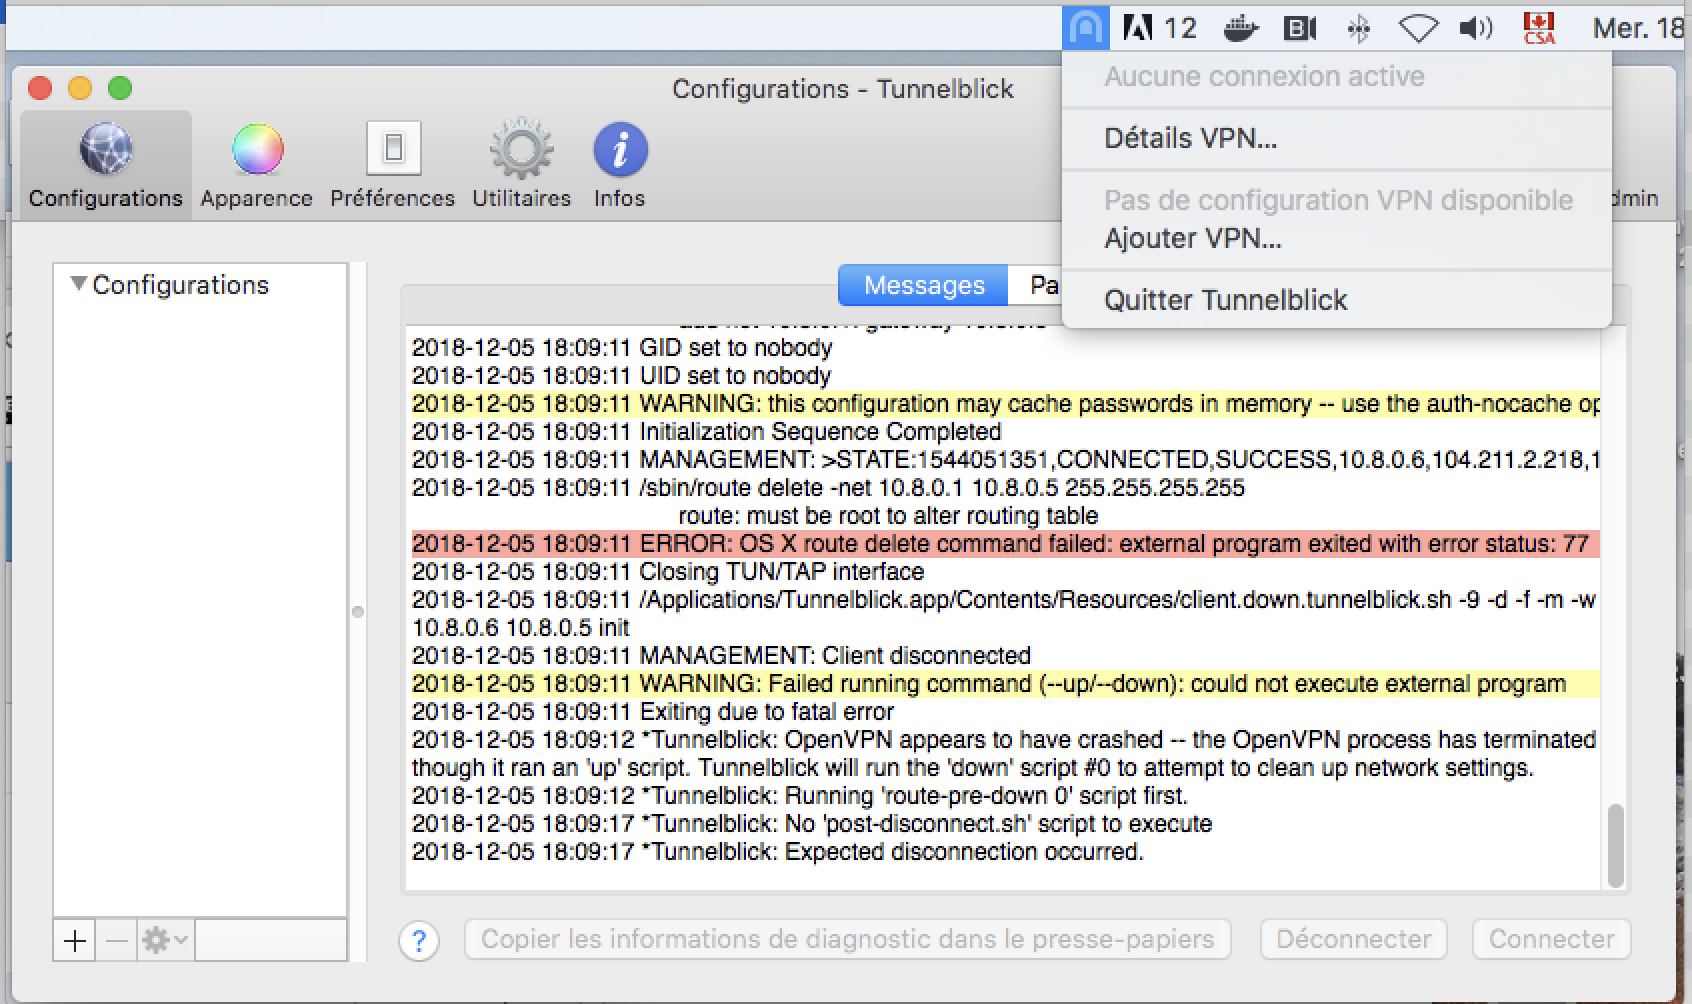 12
B
CSA
Mer. 18
Configurations - Tunnelblick
Aucune connexion active
Détails VPN...
Pas de configuration VPN disponible
Ajouter VPN...
Quitter Tunnelblick
Configurations
Apparence
Préférences
Utilitaires
Infos
dmin
Configurations
Messages
Pa
2018-12-05 18:09:11 GID set to nobody
2018-12-05 18:09:11 UID set to nobody
2018-12-05 18:09:11 WARNING: this configuration may cache passwords in memory -- use the auth-nocache op
2018-12-05 18:09:11 Initialization Sequence Completed
2018-12-05 18:09:11 MANAGEMENT: >STATE:1544051351,CONNECTED,SUCCESS,10.8.0.6,104.211.2.218,1
2018-12-05 18:09:11 /sbin/route delete -net 10.8.0.1 10.8.0.5 255.255.255.255
route: must be root to alter routing table
2018-12-05 18:09:11 ERROR: OS X route delete command failed: external program exited with error status: 77
2018-12-05 18:09:11 Closing TUN/TAP interface
2018-12-05 18:09:11 /Applications/Tunnelblick.app/Contents/Resources/client.down.tunnelblick.sh -9 -d -f -m -w
10.8.0.6 10.8.0.5 init
2018-12-05 18:09:11 MANAGEMENT: Client disconnected
2018-12-05 18:09:11 WARNING: Failed running command (--up/--down): could not execute external program
2018-12-05 18:09:11 Exiting due to fatal error
2018-12-05 18:09:12 *Tunnelblick: OpenVPN appears to have crashed -- the OpenVPN process has terminated
though it ran an 'up' script. Tunnelblick will run the 'down' script #0 to attempt to clean up network settings.
2018-12-05 18:09:12 *Tunnelblick: Running 'route-pre-down 0' script first.
2018-12-05 18:09:17 *Tunnelblick: No 'post-disconnect.sh' script to execute
2018-12-05 18:09:17 *Tunnelblick: Expected disconnection occurred.
Copier les informations de diagnostic dans le presse-papiers
Déconnecter
Connecter